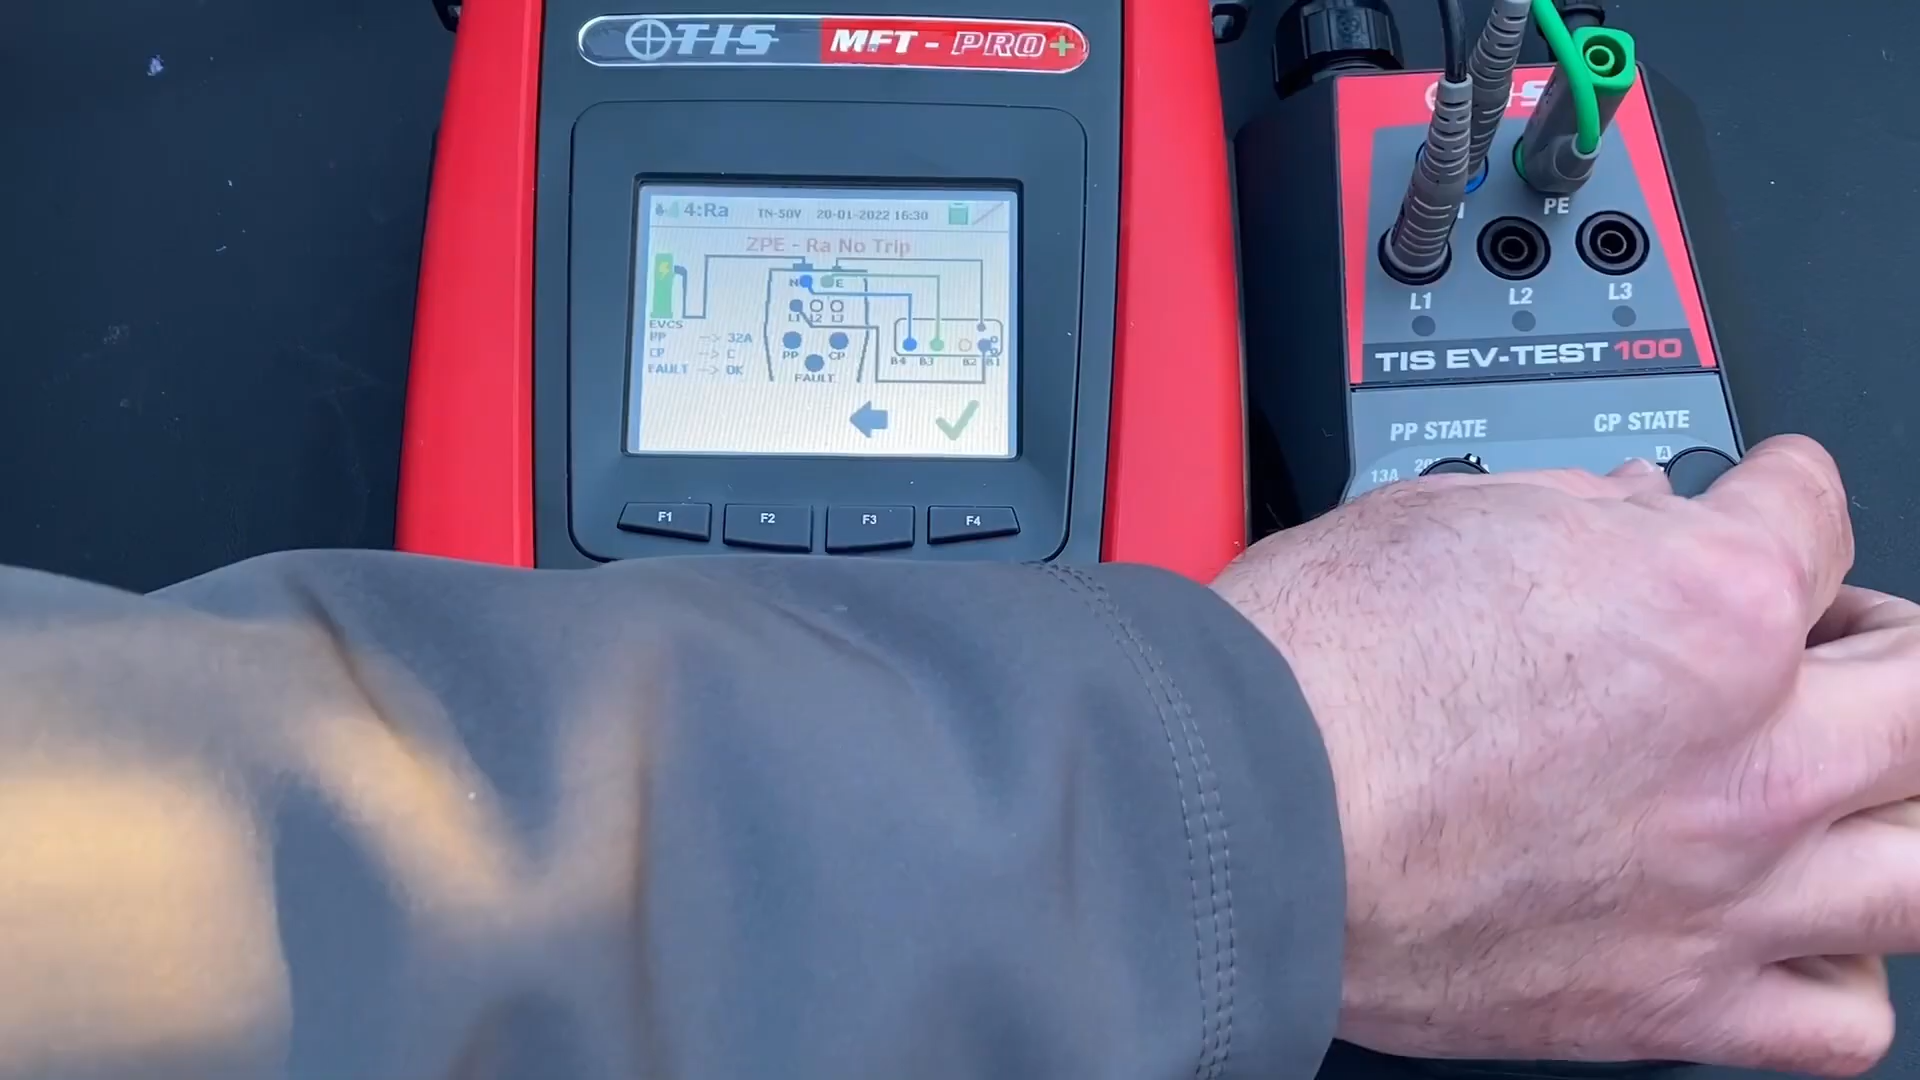 TIS MFT - PRO+
4:Ra TN-50V 20-01-2022 16:30
ZPE - Ra No Trip
N E
L1 L2 L3
EVCS
PP --> 32A
CP --> C
FAULT --> OK
PP CP
FAULT
B4 B3 B2 B1
F1 F2 F3 F4
PE
L1 L2 L3
TIS EV-TEST 100
PP STATE CP STATE
13A 20 A